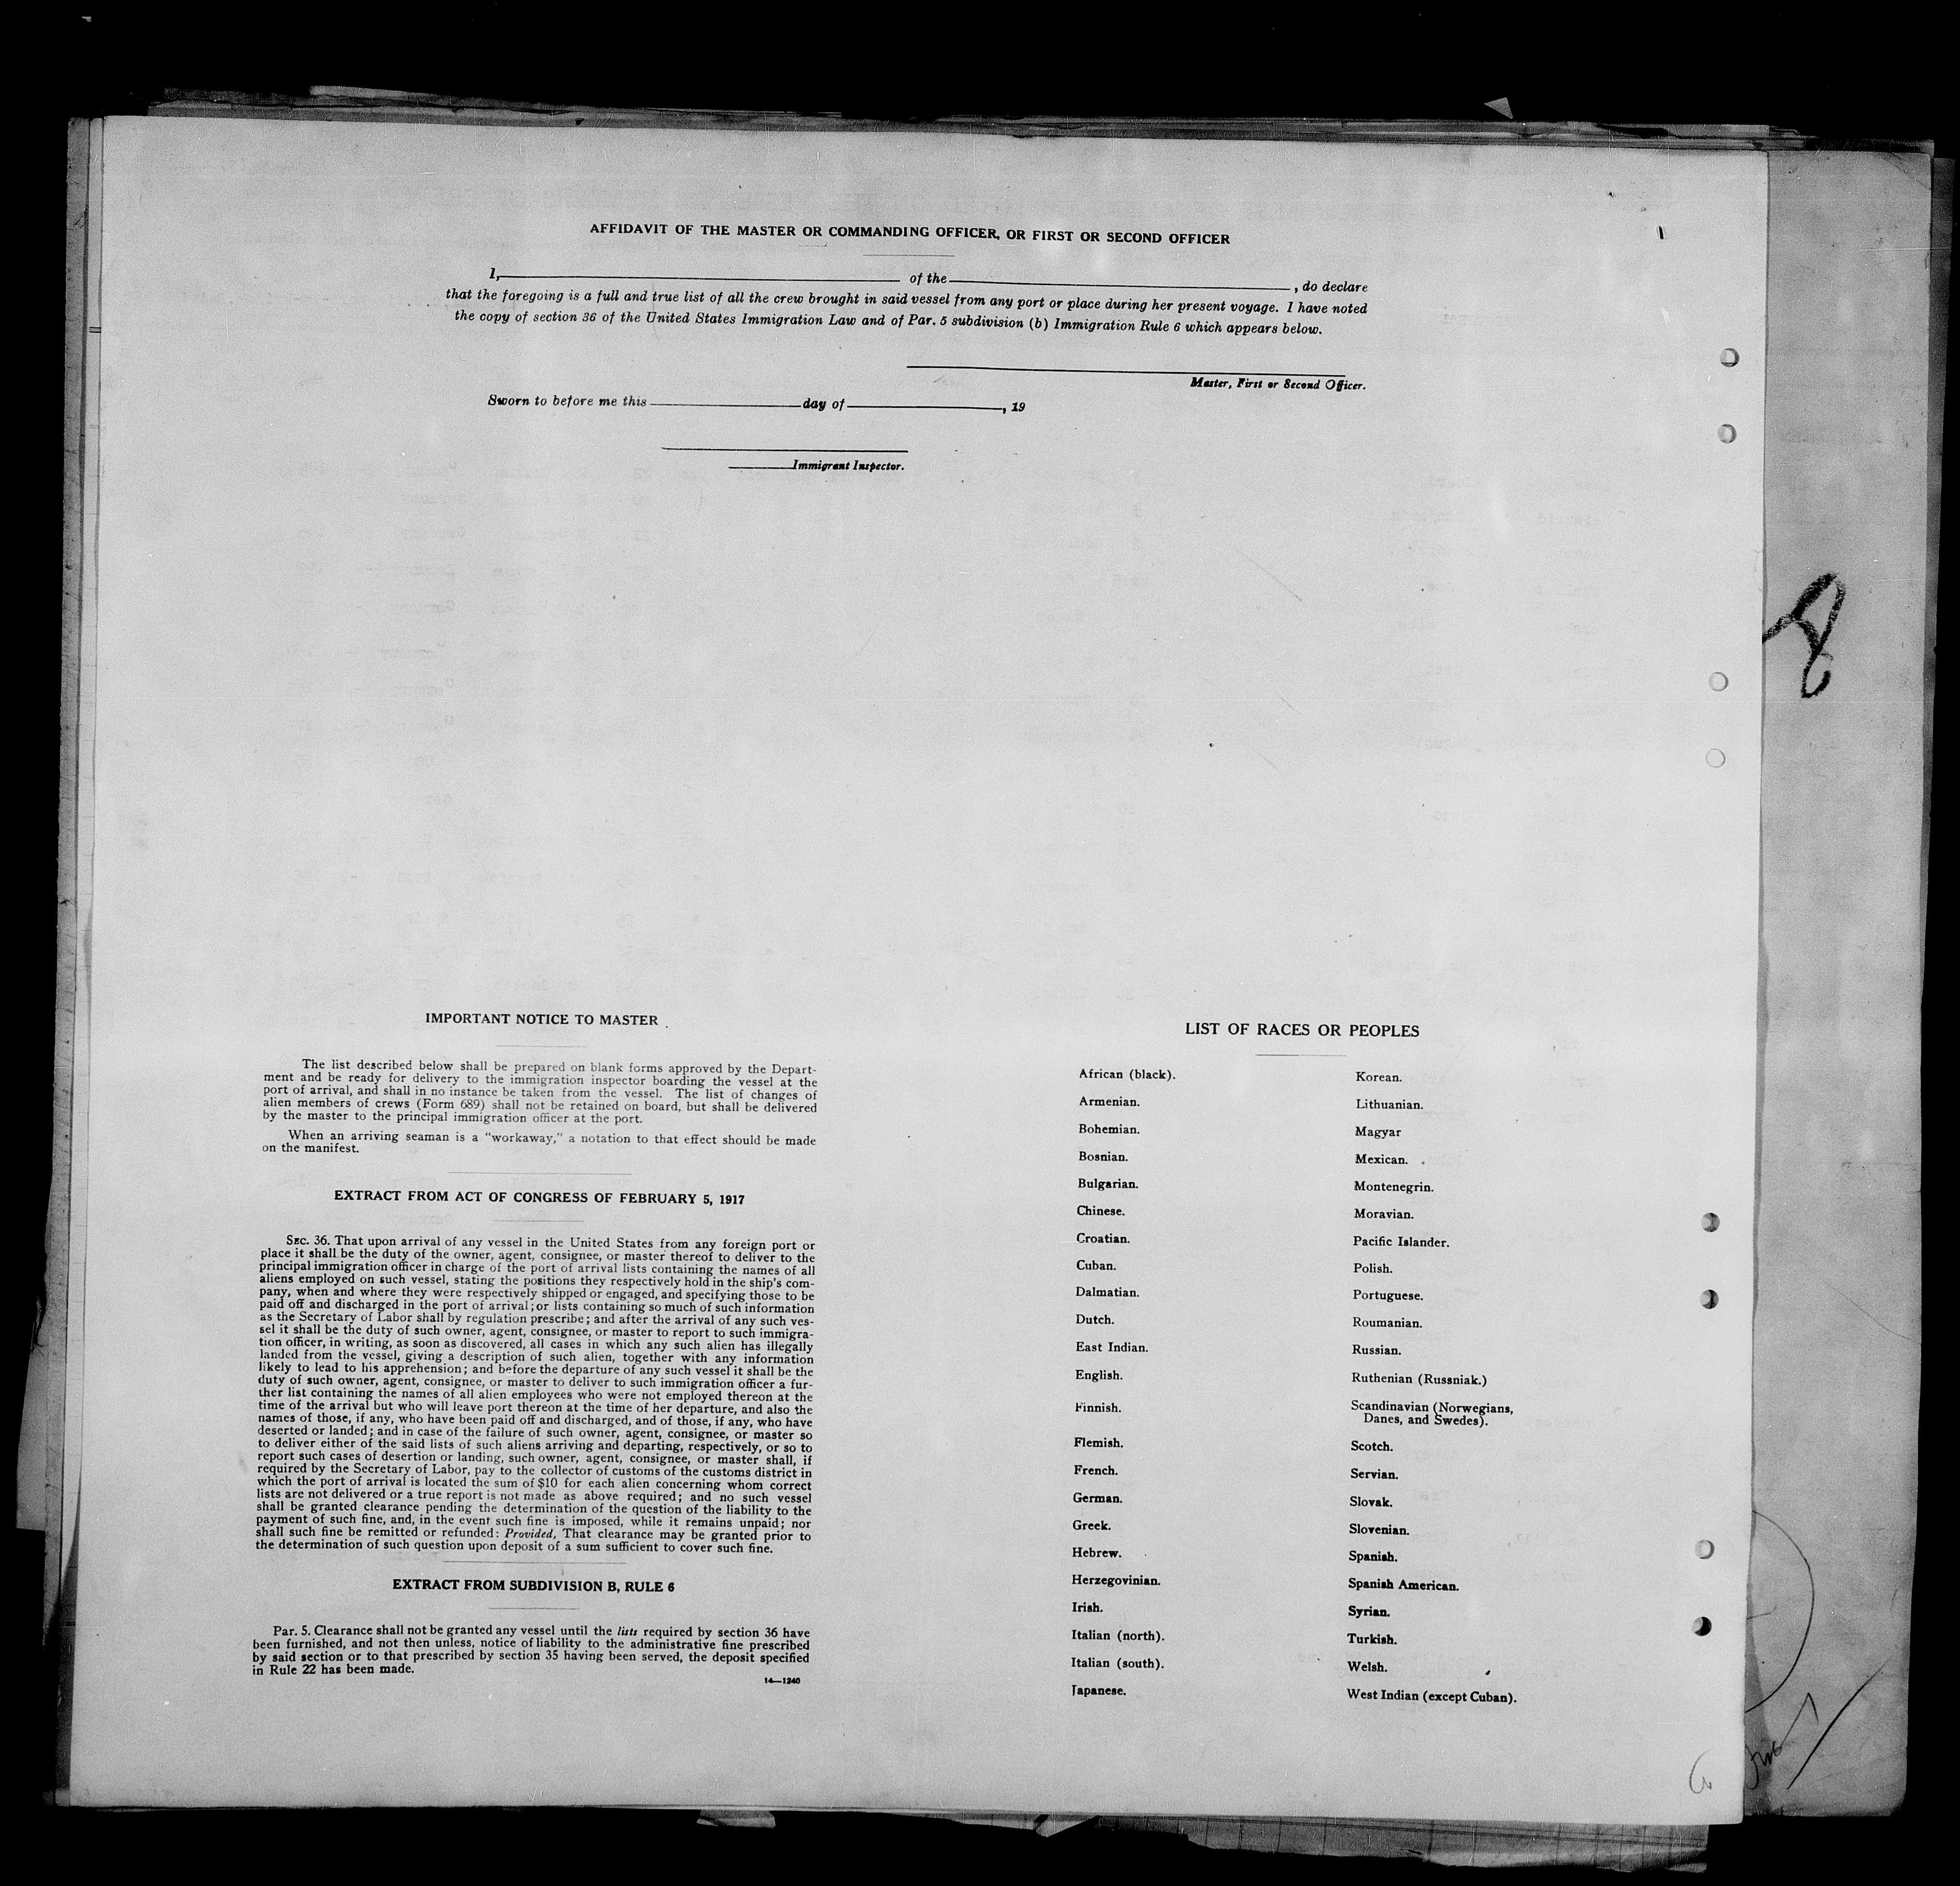 AFFIDAVIT OF THE MASTER OR COMMANDING OFFICER, OR FIRST OR SECOND OFFICER
I, of the , do declare
that the foregoing is a full and true list of all the crew brought in said vessel from any port or place during her present voyage. I have noted
the copy of section 36 of the United States Immigration Law and of Par. 5 subdivision (b) Immigration Rule 6 which appears below.
Master, First or Second Officer.
Sworn to before me this day of , 19
Immigrant Inspector.
8
IMPORTANT NOTICE TO MASTER
The list described below shall be prepared on blank forms approved by the Depart-
ment and be ready for delivery to the immigration inspector boarding the vessel at the
port of arrival, and shall in no instance be taken from the vessel. The list of changes of
alien members of crews (Form 689) shall not be retained on board, but shall be delivered
by the master to the principal immigration officer at the port.
When an arriving seaman is a "workaway," a notation to that effect should be made
on the manifest.
EXTRACT FROM ACT OF CONGRESS OF FEBRUARY 5, 1917
SEC. 36. That upon arrival of any vessel in the United States from any foreign port or
place it shall be the duty of the owner, agent, consignee, or master thereof to deliver to the
principal immigration officer in charge of the port of arrival lists containing the names of all
aliens employed on such vessel, stating the positions they respectively hold in the ship's com-
pany, when and where they were respectively shipped or engaged, and specifying those to be
paid off and discharged in the port of arrival; or lists containing so much of such information
as the Secretary of Labor shall by regulation prescribe; and after the arrival of any such ves-
sel it shall be the duty of such owner, agent, consignee, or master to report to such immigra-
tion officer, in writing, as soon as discovered, all cases in which any such alien has illegally
landed from the vessel, giving a description of such alien, together with any information
likely to lead to his apprehension; and before the departure of any such vessel it shall be the
duty of such owner, agent, consignee, or master to deliver to such immigration officer a fur-
ther list containing the names of all alien employees who were not employed thereon at the
time of the arrival but who will leave port thereon at the time of her departure, and also the
names of those, if any, who have been paid off and discharged, and of those, if any, who have
deserted or landed; and in case of the failure of such owner, agent, consignee, or master so
to deliver either of the said lists of such aliens arriving and departing, respectively, or so to
report such cases of desertion or landing, such owner, agent, consignee, or master shall, if
required by the Secretary of Labor, pay to the collector of customs of the customs district in
which the port of arrival is located the sum of $10 for each alien concerning whom correct
lists are not delivered or a true report is not made as above required; and no such vessel
shall be granted clearance pending the determination of the question of the liability to the
payment of such fine, and, in the event such fine is imposed, while it remains unpaid; nor
shall such fine be remitted or refunded: Provided, That clearance may be granted prior to
the determination of such question upon deposit of a sum sufficient to cover such fine.
EXTRACT FROM SUBDIVISION B, RULE 6
Par. 5. Clearance shall not be granted any vessel until the lists required by section 36 have
been furnished, and not then unless, notice of liability to the administrative fine prescribed
by said section or to that prescribed by section 35 having been served, the deposit specified
in Rule 22 has been made.
14—1240
LIST OF RACES OR PEOPLES
African (black).
Armenian.
Bohemian.
Bosnian.
Bulgarian.
Chinese.
Croatian.
Cuban.
Dalmatian.
Dutch.
East Indian.
English.
Finnish.
Flemish.
French.
German.
Greek.
Hebrew.
Herzegovinian.
Irish.
Italian (north).
Italian (south).
Japanese.
Korean.
Lithuanian.
Magyar
Mexican.
Montenegrin.
Moravian.
Pacific Islander.
Polish.
Portuguese.
Roumanian.
Russian.
Ruthenian (Russniak.)
Scandinavian (Norwegians,
Danes, and Swedes).
Scotch.
Servian.
Slovak.
Slovenian.
Spanish.
Spanish American.
Syrian.
Turkish.
Welsh.
West Indian (except Cuban).